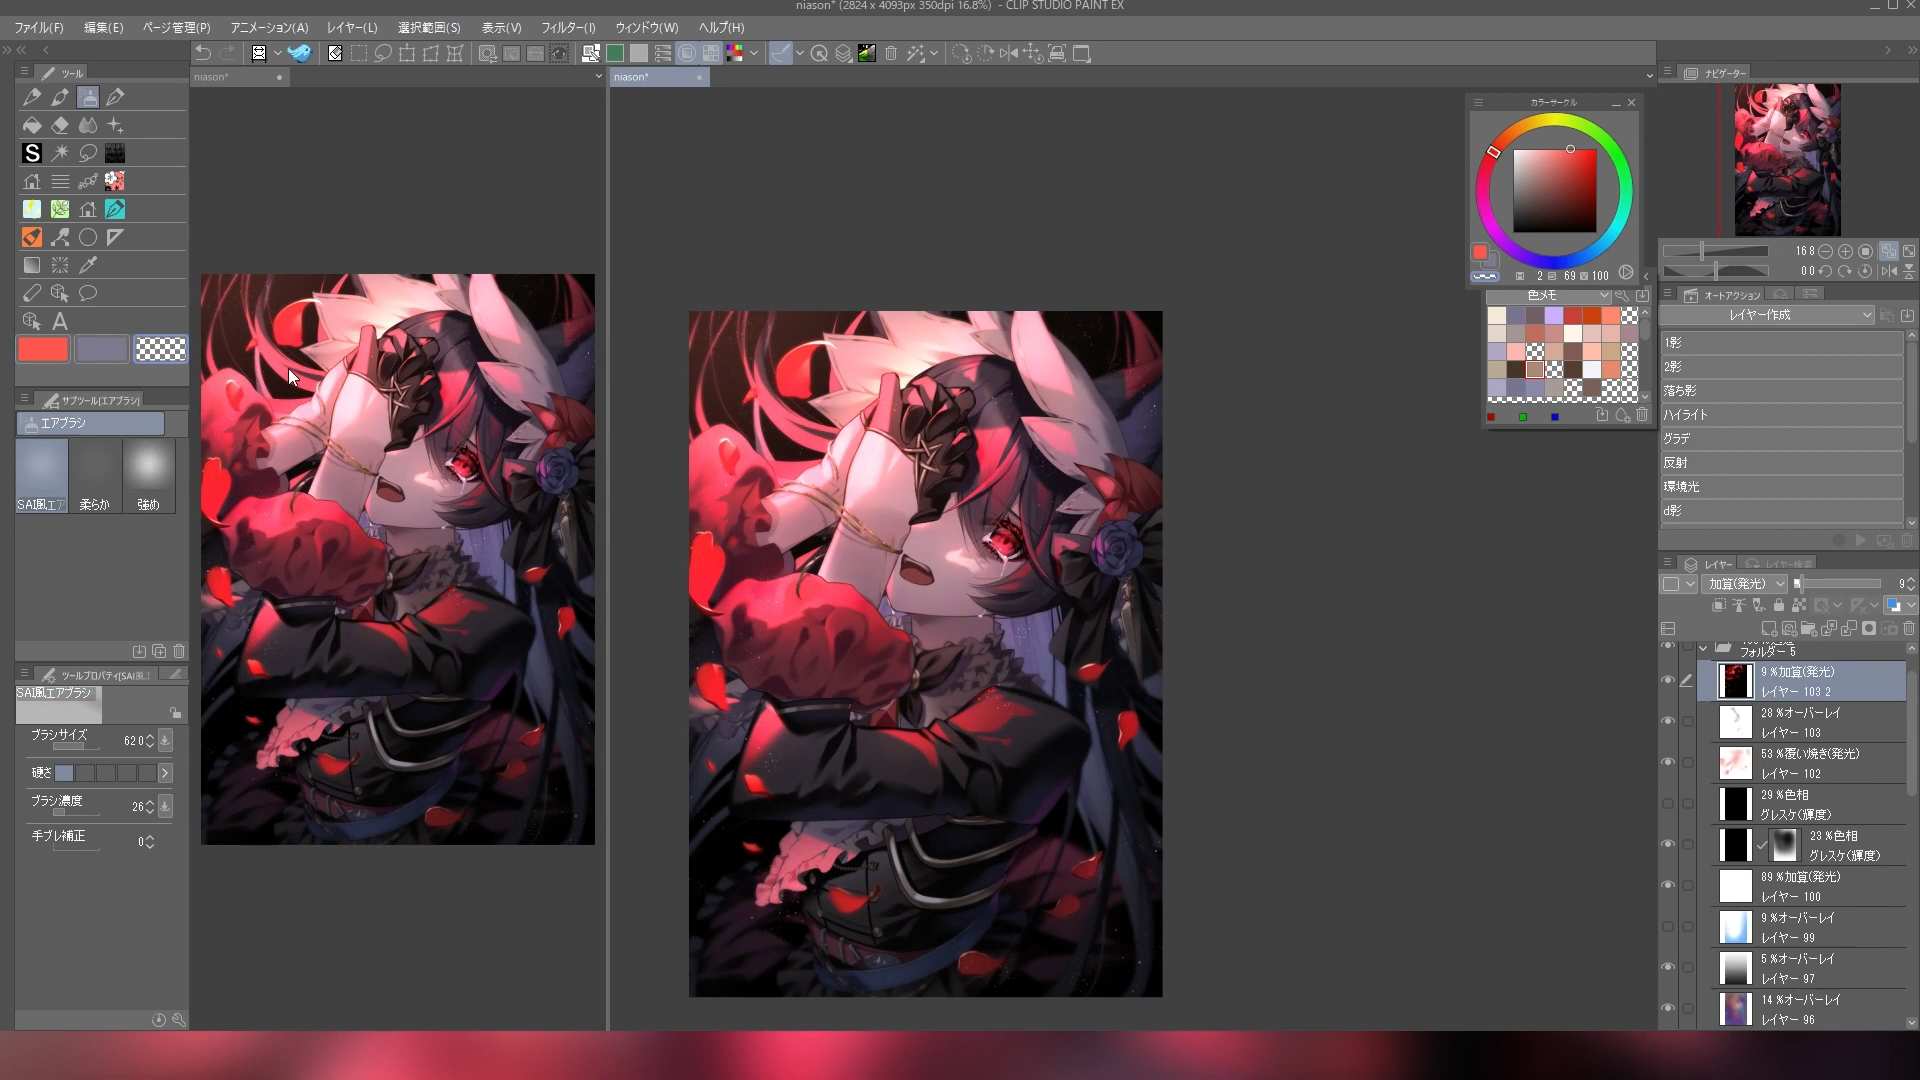 niason* (2824 x 4093px 350dpi 16.8%) - CLIP STUDIO PAINT EX
ファイル(F)
編集(E)
ページ管理(P)
アニメーション(A)
レイヤー(L)
選択範囲(S)
表示(V)
フィルター(I)
ウィンドウ(W)
ヘルプ(H)
ツール
niason*
niason*
カラーサークル
ナビゲーター
2
69
100
16.8
0.0
色メモ
オートアクション
レイヤー作成
1影
2影
落ち影
ハイライト
グラデ
反射
環境光
d影
サブツール[エアブラシ]
エアブラシ
SAI風エア
柔らか
強め
ツールプロパティ[SAI風エ
SAI風エアブラシ
ブラシサイズ
62.0
硬さ
ブラシ濃度
26
手ブレ補正
0
レイヤー
レイヤー検索
加算(発光)
9
フォルダー 5
9 %加算(発光)
レイヤー 103 2
28 %オーバーレイ
レイヤー 103
53 %覆い焼き(発光)
レイヤー 102
29 %色相
グレスケ(輝度)
23 %色相
グレスケ(輝度)
89 %加算(発光)
レイヤー 100
9 %オーバーレイ
レイヤー 99
5 %オーバーレイ
レイヤー 97
14 %オーバーレイ
レイヤー 96